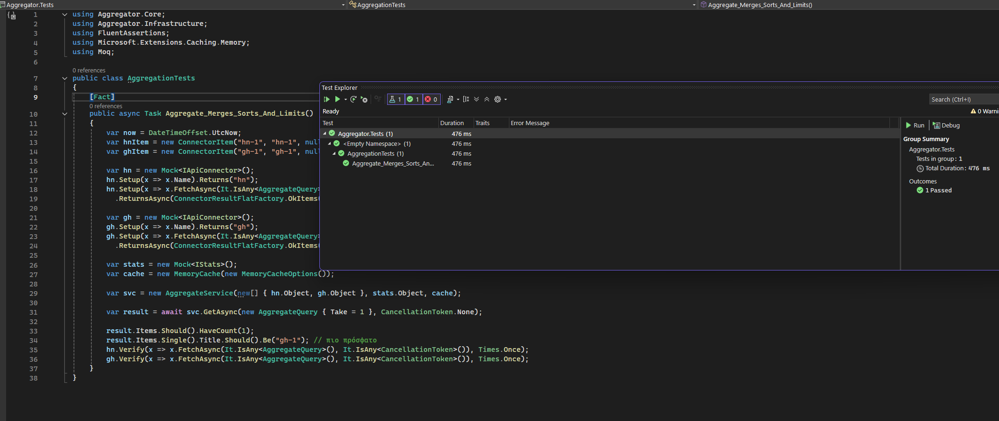 Aggregator.Tests
AggregationTests
Aggregate_Merges_Sorts_And_Limits()
1 using Aggregator.Core;
2 using Aggregator.Infrastructure;
3 using FluentAssertions;
4 using Microsoft.Extensions.Caching.Memory;
5 using Moq;
6
0 references
7 public class AggregationTests
8 {
9 [Fact]
0 references
10 public async Task Aggregate_Merges_Sorts_And_Limits()
11 {
12 var now = DateTimeOffset.UtcNow;
13 var hnItem = new ConnectorItem("hn-1", "hn-1", null
14 var ghItem = new ConnectorItem("gh-1", "gh-1", null
15
16 var hn = new Mock<IApiConnector>();
17 hn.Setup(x => x.Name).Returns("hn");
18 hn.Setup(x => x.FetchAsync(It.IsAny<AggregateQuery>
19 .ReturnsAsync(ConnectorResultFlatFactory.OkItems(
20
21 var gh = new Mock<IApiConnector>();
22 gh.Setup(x => x.Name).Returns("gh");
23 gh.Setup(x => x.FetchAsync(It.IsAny<AggregateQuery>
24 .ReturnsAsync(ConnectorResultFlatFactory.OkItems(
25
26 var stats = new Mock<IStats>();
27 var cache = new MemoryCache(new MemoryCacheOptions());
28
29 var svc = new AggregateService(new[] { hn.Object, gh.Object }, stats.Object, cache);
30
31 var result = await svc.GetAsync(new AggregateQuery { Take = 1 }, CancellationToken.None);
32
33 result.Items.Should().HaveCount(1);
34 result.Items.Single().Title.Should().Be("gh-1"); // πιο πρόσφατο
35 hn.Verify(x => x.FetchAsync(It.IsAny<AggregateQuery>(), It.IsAny<CancellationToken>()), Times.Once);
36 gh.Verify(x => x.FetchAsync(It.IsAny<AggregateQuery>(), It.IsAny<CancellationToken>()), Times.Once);
37 }
38 }
Test Explorer
1 1 0
Search (Ctrl+I)
Ready
0 Warni
Test Duration Traits Error Message
Aggregator.Tests (1) 476 ms
<Empty Namespace> (1) 476 ms
AggregationTests (1) 476 ms
Aggregate_Merges_Sorts_An... 476 ms
Run Debug
Group Summary
Aggregator.Tests
Tests in group: 1
Total Duration: 476 ms
Outcomes
1 Passed